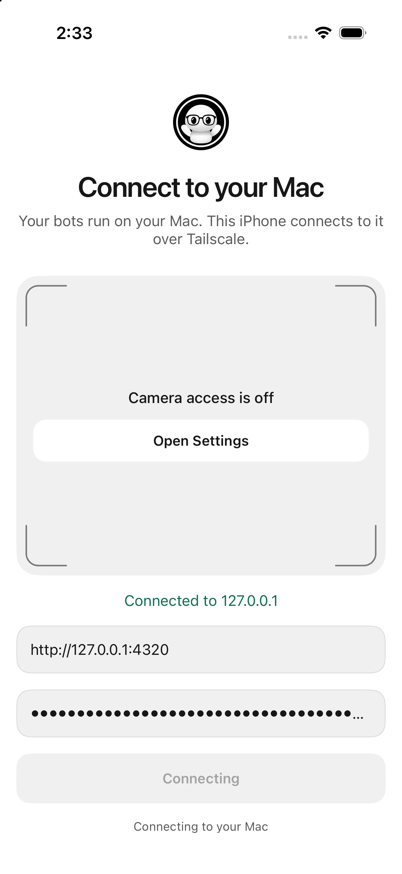 2:33
Connect to your Mac
Your bots run on your Mac. This iPhone connects to it
over Tailscale.
Camera access is off
Open Settings
Connected to 127.0.0.1
http://127.0.0.1:4320
•••••••••••••••••••••••••••••••••••...
Connecting
Connecting to your Mac